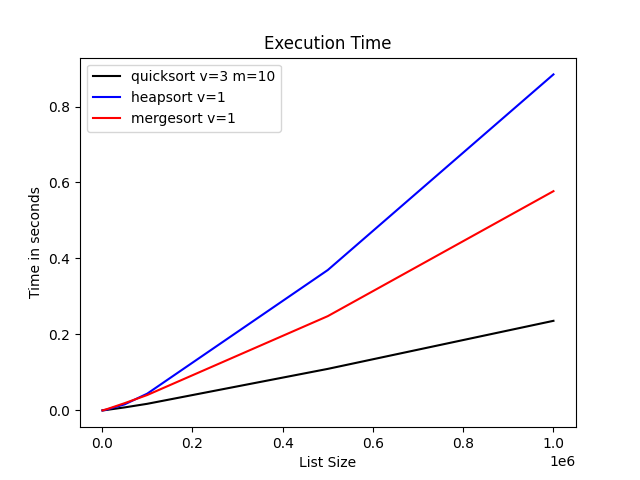 Execution Time
quicksort v=3 m=10
heapsort v=1
mergesort v=1
Time in seconds
0.8
0.6
0.4
0.2
0.0
0.0 0.2 0.4 0.6 0.8 1.0
List Size
1e6